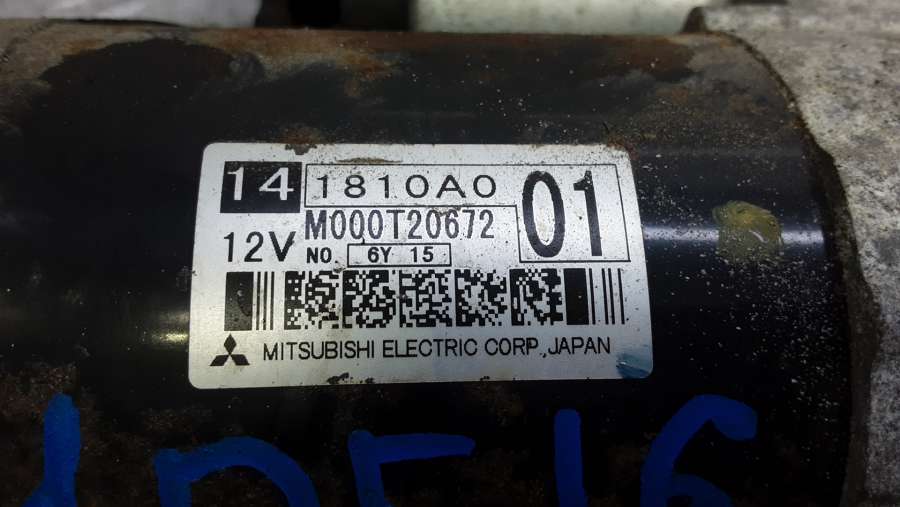 14 1810A0 01
M000T20672
12V NO. 6Y 15
MITSUBISHI ELECTRIC CORP.,JAPAN